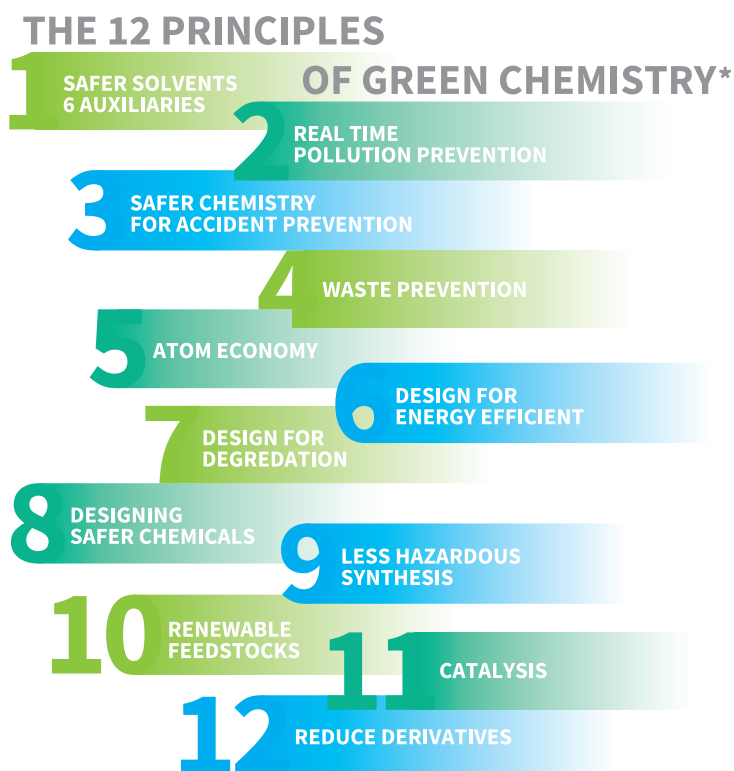 THE 12 PRINCIPLES
OF GREEN CHEMISTRY*
1
SAFER SOLVENTS
6 AUXILIARIES
2
REAL TIME
POLLUTION PREVENTION
3
SAFER CHEMISTRY
FOR ACCIDENT PREVENTION
4
WASTE PREVENTION
5
ATOM ECONOMY
6
DESIGN FOR
ENERGY EFFICIENT
7
DESIGN FOR
DEGREDATION
8
DESIGNING
SAFER CHEMICALS
9
LESS HAZARDOUS
SYNTHESIS
10
RENEWABLE
FEEDSTOCKS
11
CATALYSIS
12
REDUCE DERIVATIVES